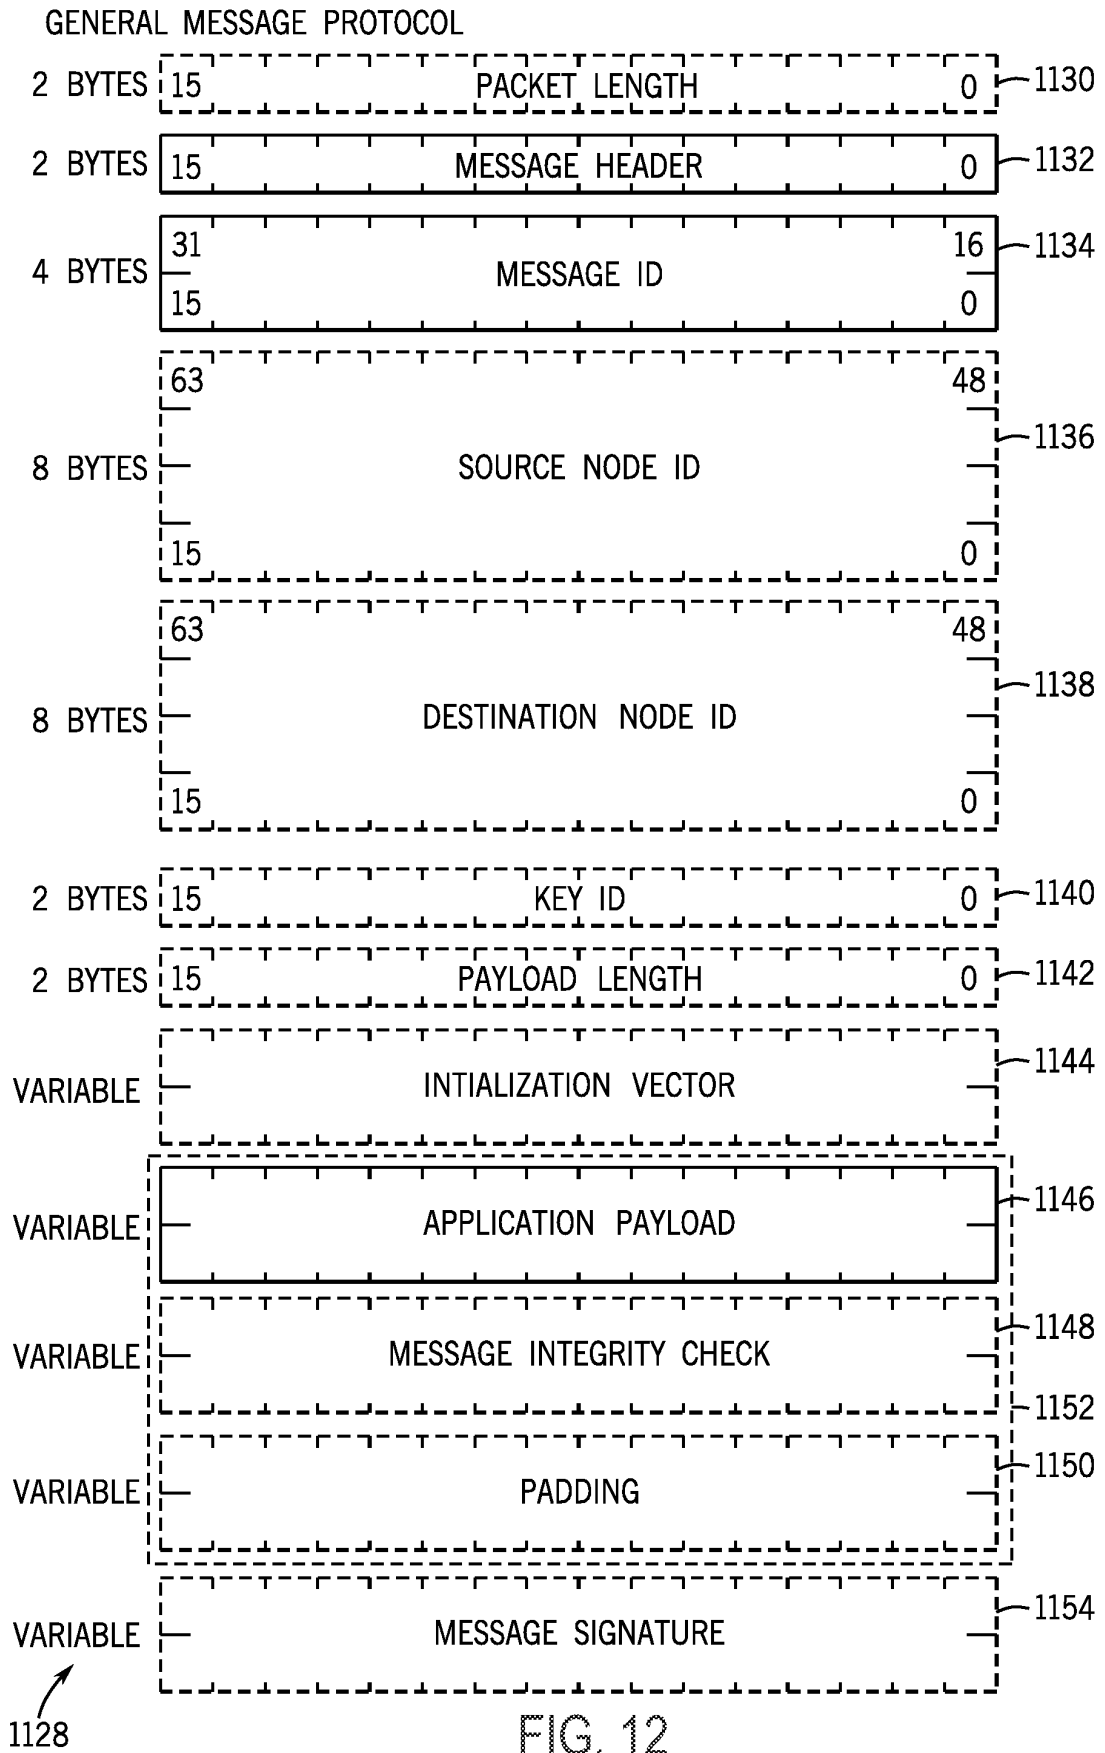 GENERAL MESSAGE PROTOCOL
2 BYTES 15 PACKET LENGTH 0 1130
2 BYTES 15 MESSAGE HEADER 0 1132
31 16 1134
4 BYTES MESSAGE ID
15 0
63 48
1136
8 BYTES SOURCE NODE ID
15 0
63 48
1138
8 BYTES DESTINATION NODE ID
15 0
2 BYTES 15 KEY ID 0 1140
2 BYTES 15 PAYLOAD LENGTH 0 1142
1144
VARIABLE INTIALIZATION VECTOR
1146
VARIABLE APPLICATION PAYLOAD
1148
VARIABLE MESSAGE INTEGRITY CHECK
1152
1150
VARIABLE PADDING
1154
VARIABLE MESSAGE SIGNATURE
1128
FIG. 12